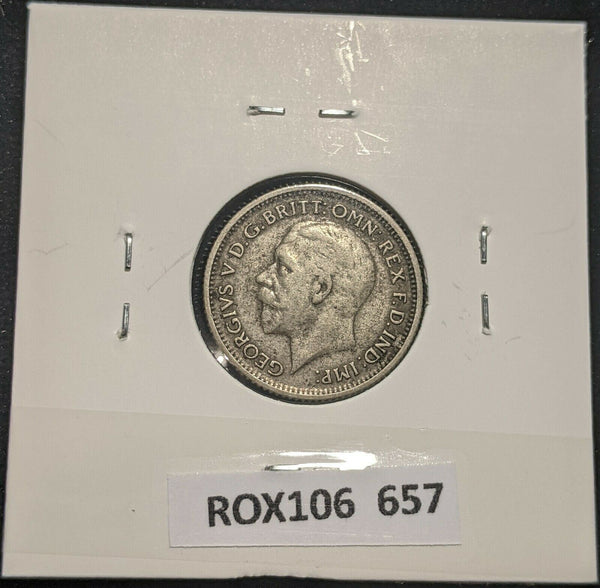 GEORGIVS V D.G.BRITT: OMN: REX F.D. IND: IMP:
ROX106 657